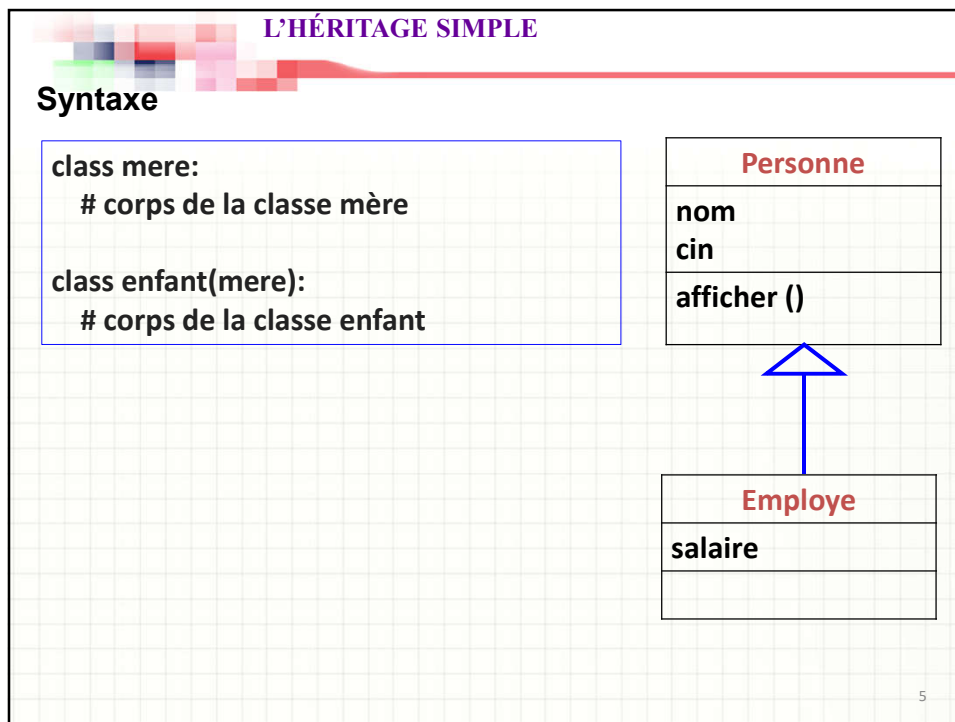 L’HÉRITAGE SIMPLE
Syntaxe
class mere:
# corps de la classe mère
class enfant(mere):
# corps de la classe enfant
Personne
nom
cin
afficher ()
Employe
salaire
5